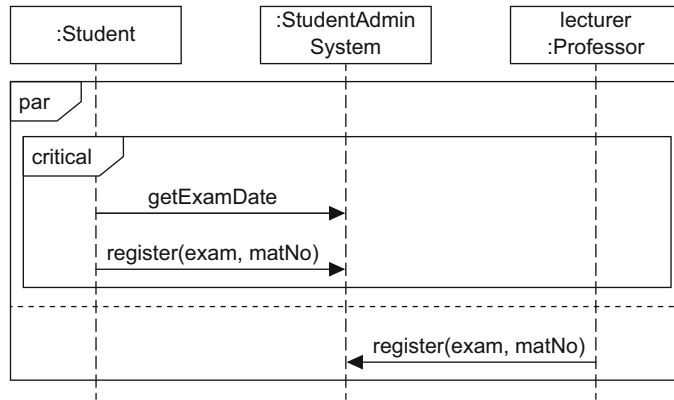 :Student
:StudentAdmin
System
lecturer
:Professor
par
critical
getExamDate
register(exam, matNo)
register(exam, matNo)